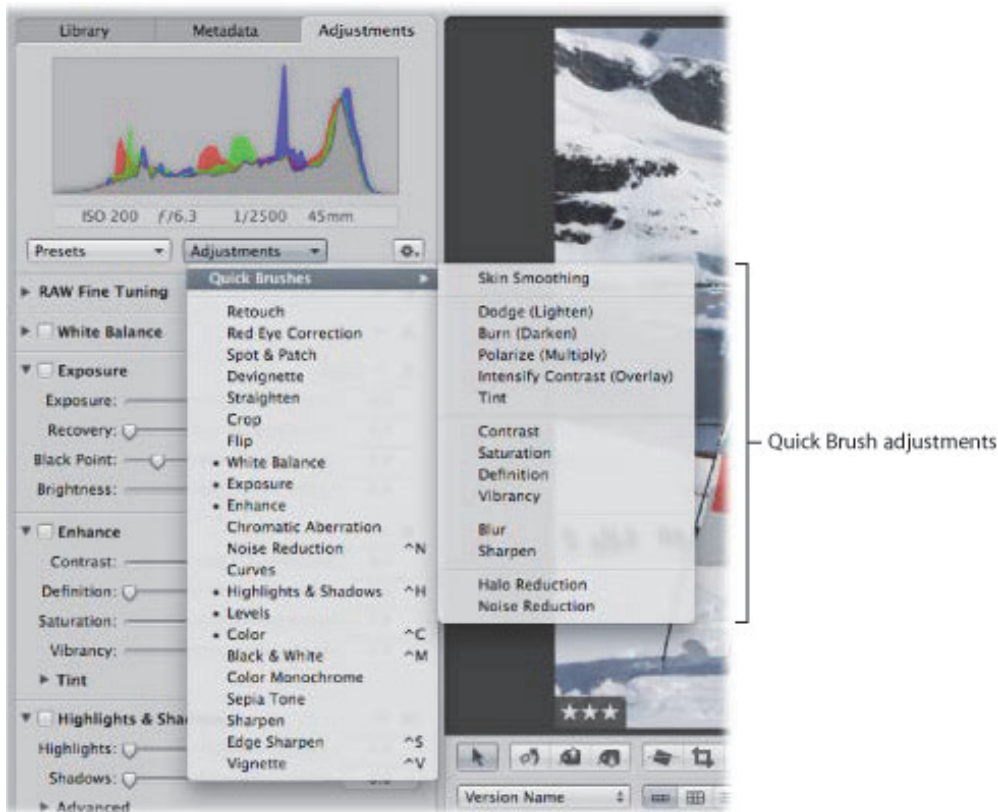 Library Metadata Adjustments
ISO 200 ƒ/6.3 1/2500 45mm
Presets Adjustments
RAW Fine Tuning
White Balance
Exposure
Exposure:
Recovery:
Black Point:
Brightness:
Enhance
Contrast:
Definition:
Saturation:
Vibrancy:
Tint
Highlights & Sha
Highlights:
Shadows:
Advanced
Quick Brushes
Retouch
Red Eye Correction
Spot & Patch
Devignette
Straighten
Crop
Flip
• White Balance
• Exposure
• Enhance
Chromatic Aberration
Noise Reduction ^N
Curves
• Highlights & Shadows ^H
• Levels
• Color ^C
Black & White ^M
Color Monochrome
Sepia Tone
Sharpen
Edge Sharpen ^S
Vignette ^V
Skin Smoothing
Dodge (Lighten)
Burn (Darken)
Polarize (Multiply)
Intensify Contrast (Overlay)
Tint
Contrast
Saturation
Definition
Vibrancy
Blur
Sharpen
Halo Reduction
Noise Reduction
Quick Brush adjustments
Version Name